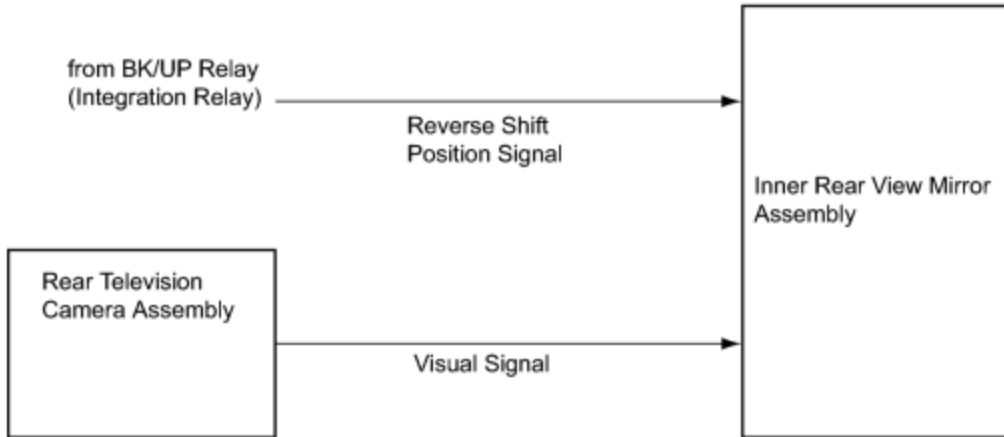 from BK/UP Relay
(Integration Relay)
Reverse Shift
Position Signal
Inner Rear View Mirror
Assembly
Rear Television
Camera Assembly
Visual Signal